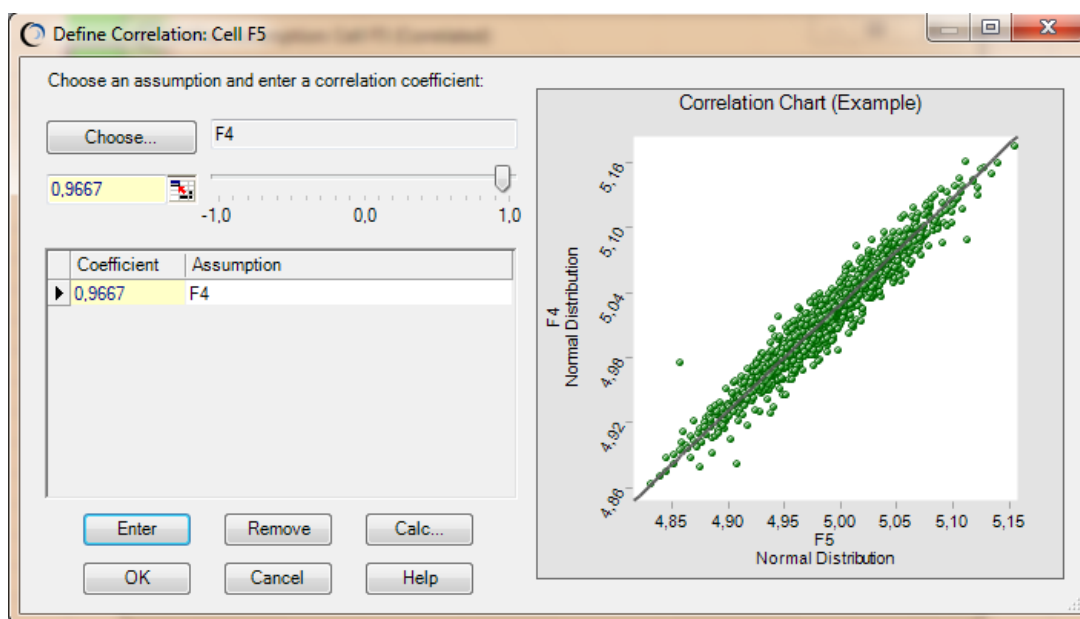 Define Correlation: Cell F5
Choose an assumption and enter a correlation coefficient:
Choose...
F4
0,9667
-1,0
0,0
1,0
Coefficient
Assumption
0,9667
F4
Enter
Remove
Calc...
OK
Cancel
Help
Correlation Chart (Example)
F4
Normal Distribution
5,16
5,10
5,04
4,98
4,92
4,86
4,85 4,90 4,95 5,00 5,05 5,10 5,15
F5
Normal Distribution